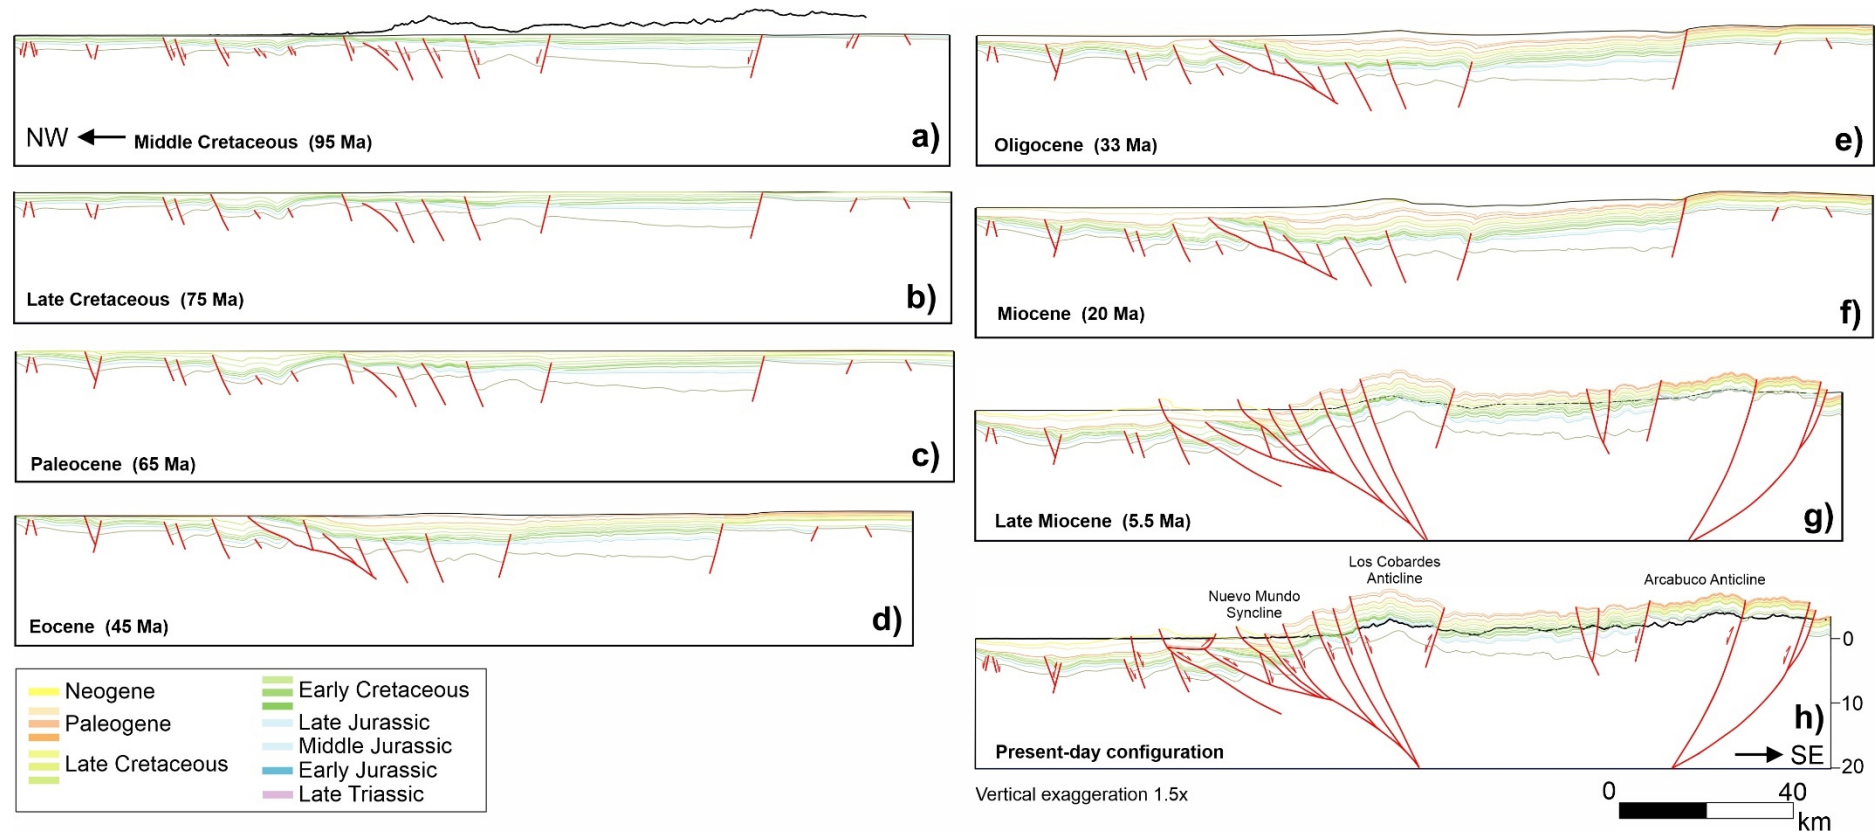 NW
Middle Cretaceous (95 Ma)
a)
Late Cretaceous (75 Ma)
b)
Paleocene (65 Ma)
c)
Eocene (45 Ma)
d)
Neogene
Paleogene
Late Cretaceous
Early Cretaceous
Late Jurassic
Middle Jurassic
Early Jurassic
Late Triassic
Oligocene (33 Ma)
e)
Miocene (20 Ma)
f)
Late Miocene (5.5 Ma)
g)
Los Cobardes
Anticline
Nuevo Mundo
Syncline
Arcabuco Anticline
0
10
20
h)
Present-day configuration
SE
Vertical exaggeration 1.5x
0 40
km